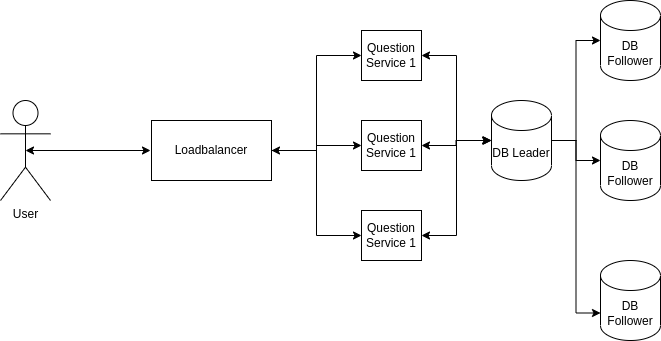 User
Loadbalancer
Question
Service 1
Question
Service 1
Question
Service 1
DB Leader
DB
Follower
DB
Follower
DB
Follower